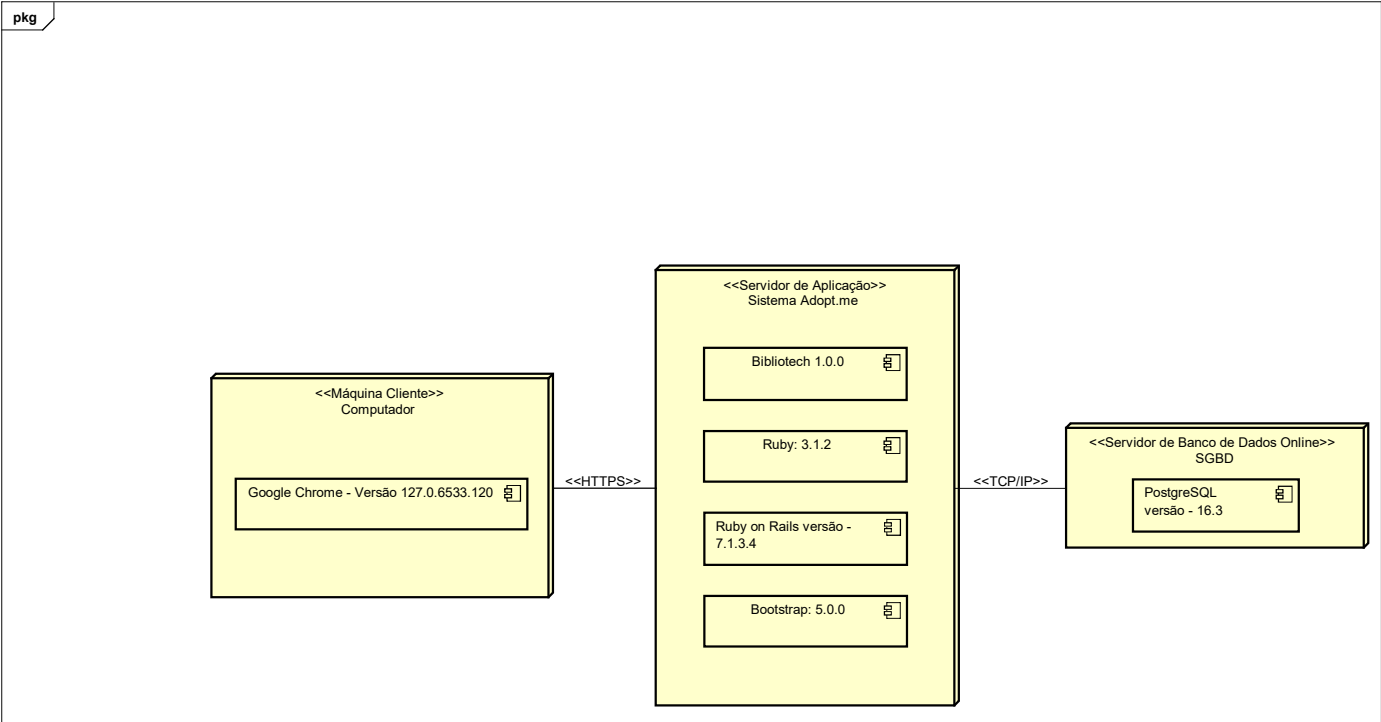 pkg
<<Servidor de Aplicação>>
Sistema Adopt.me
Bibliotech 1.0.0
Ruby: 3.1.2
Ruby on Rails versão -
7.1.3.4
Bootstrap: 5.0.0
<<Máquina Cliente>>
Computador
Google Chrome - Versão 127.0.6533.120
<<HTTPS>>
<<TCP/IP>>
<<Servidor de Banco de Dados Online>>
SGBD
PostgreSQL
versão - 16.3